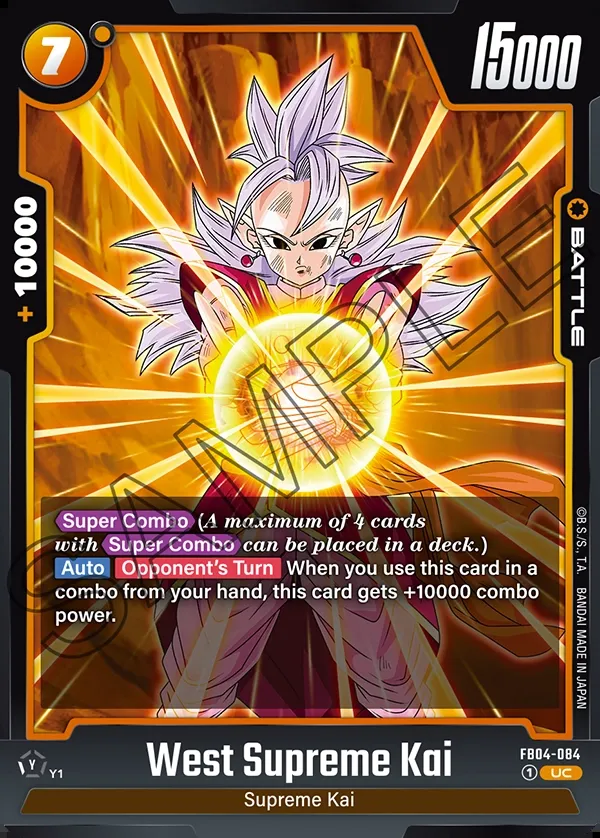 7
15000
+10000
BATTLE
SAMPLE
Super Combo (A maximum of 4 cards
with Super Combo can be placed in a deck.)
Auto Opponent's Turn When you use this card in a
combo from your hand, this card gets +10000 combo
power.
©B.S./S., T.A. BANDAI MADE IN JAPAN
West Supreme Kai
FB04-084
Y Y1
1 UC
Supreme Kai